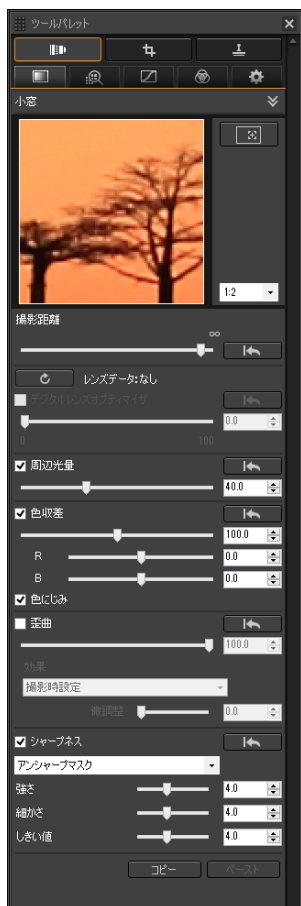 ツールパレット
小窓
1:2
撮影距離
∞
レンズデータ:なし
デジタルレンズオプティマイザ
0.0
0 100
周辺光量
40.0
色収差
100.0
R 0.0
B 0.0
色にじみ
歪曲
100.0
効果
撮影時設定
微調整 0.0
シャープネス
アンシャープマスク
強さ 4.0
細かさ 4.0
しきい値 4.0
コピー ペースト